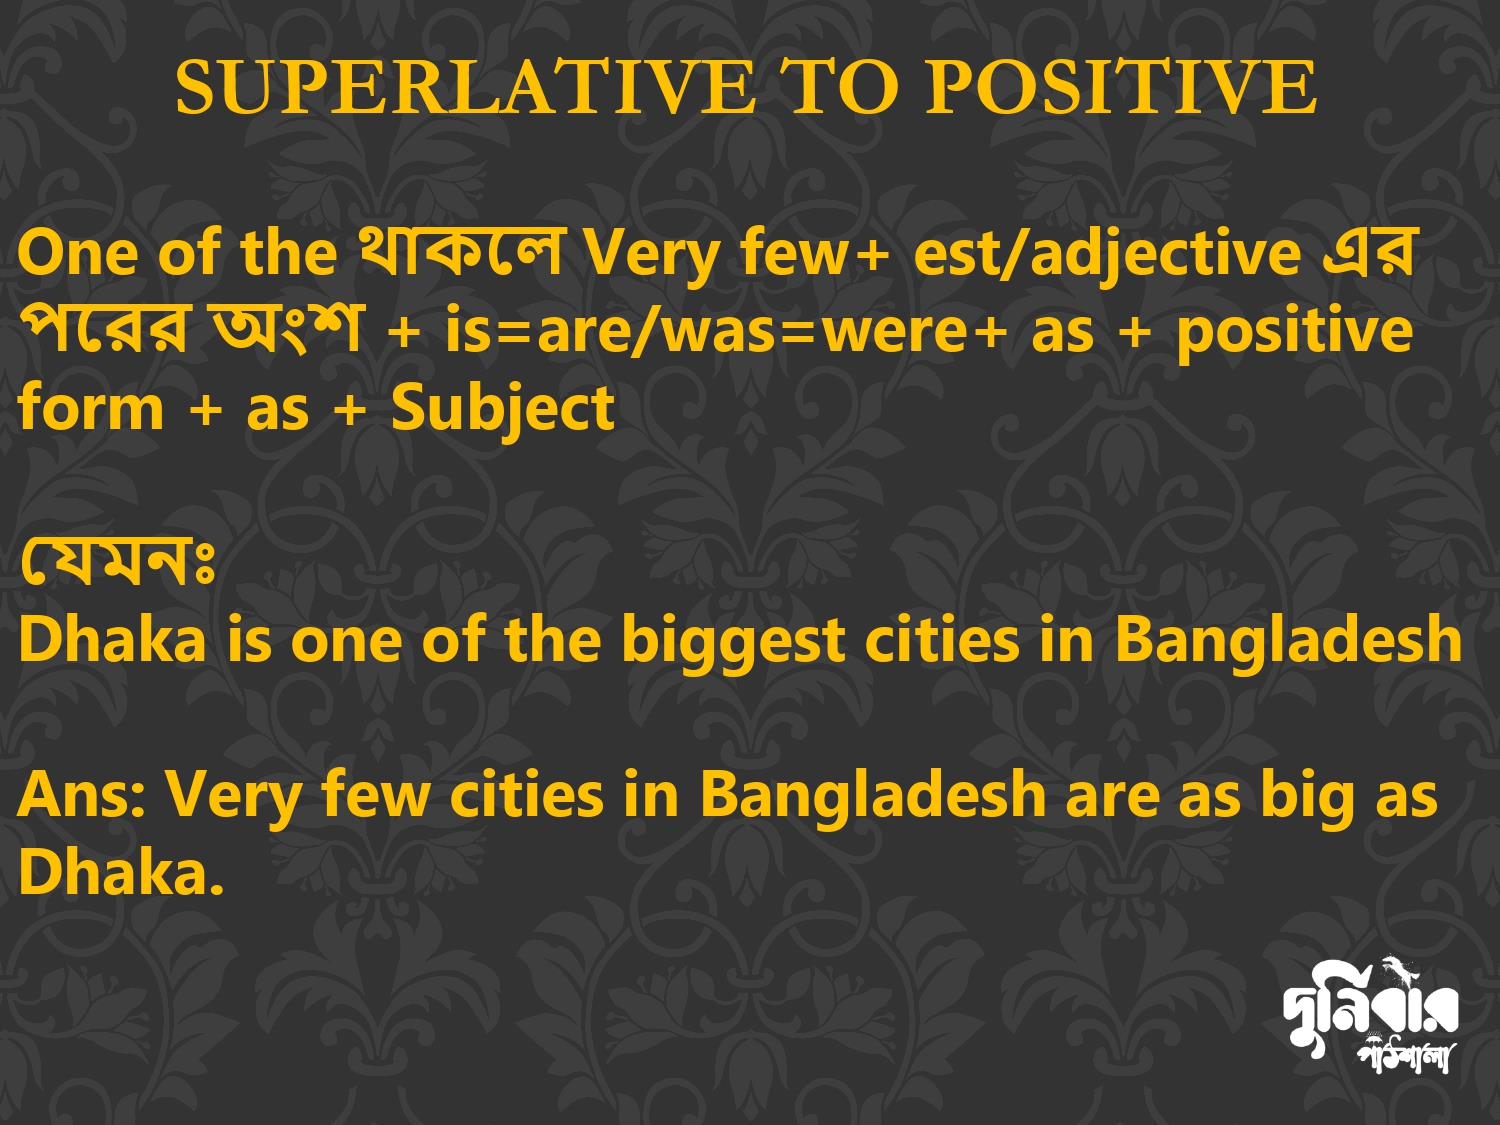 SUPERLATIVE TO POSITIVE
One of the থাকলে Very few+ est/adjective এর
পরের অংশ + is=are/was=were+ as + positive
form + as + Subject
যেমনঃ
Dhaka is one of the biggest cities in Bangladesh
Ans: Very few cities in Bangladesh are as big as
Dhaka.
দুর্নিবার
পাঠশালা